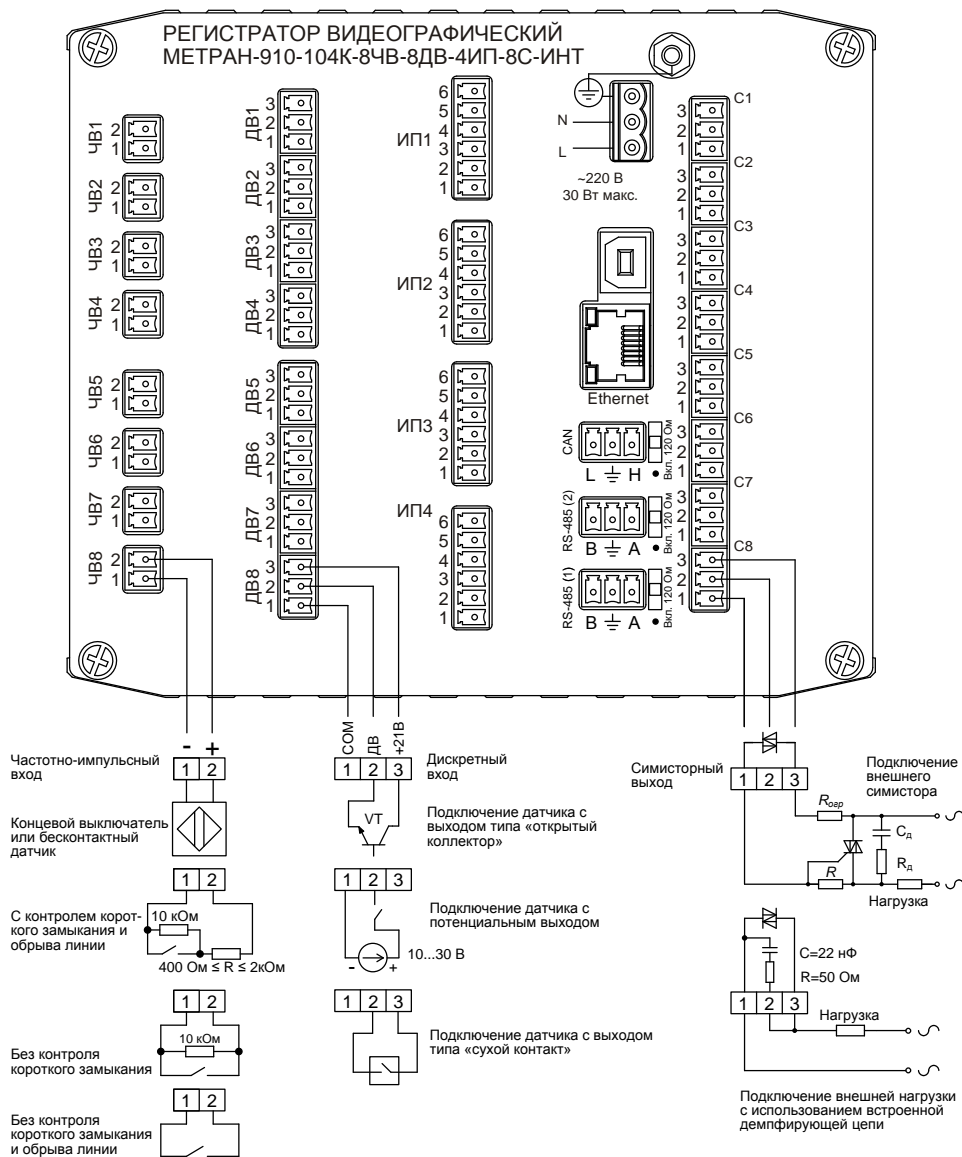 РЕГИСТРАТОР ВИДЕОГРАФИЧЕСКИЙ
МЕТРАН-910-104К-8ЧВ-8ДВ-4ИП-8С-ИНТ
ЧВ1
2
1
ЧВ2
2
1
ЧВ3
2
1
ЧВ4
2
1
ЧВ5
2
1
ЧВ6
2
1
ЧВ7
2
1
ЧВ8
2
1
ДВ1
3
2
1
ДВ2
3
2
1
ДВ3
3
2
1
ДВ4
3
2
1
ДВ5
3
2
1
ДВ6
3
2
1
ДВ7
3
2
1
ДВ8
3
2
1
ИП1
6
5
4
3
2
1
ИП2
6
5
4
3
2
1
ИП3
6
5
4
3
2
1
ИП4
6
5
4
3
2
1
N
L
~220 В
30 Вт макс.
Ethernet
CAN
L H
Вкл. 120 Ом
RS-485 (2)
B A
Вкл. 120 Ом
RS-485 (1)
B A
Вкл. 120 Ом
C1
3
2
1
C2
3
2
1
C3
3
2
1
C4
3
2
1
C5
3
2
1
C6
3
2
1
C7
3
2
1
C8
3
2
1
- +
Частотно-импульсный
вход
1 2
Концевой выключатель
или бесконтактный
датчик
1 2
С контролем корот-
кого замыкания и
обрыва линии
10 кОм
400 Ом ≤ R ≤ 2кОм
1 2
10 кОм
Без контроля
короткого замыкания
1 2
Без контроля
короткого замыкания
и обрыва линии
COM
ДВ
+21В
1 2 3
Дискретный
вход
VT
Подключение датчика с
выходом типа «открытый
коллектор»
1 2 3
Подключение датчика с
потенциальным выходом
- +
10...30 В
1 2 3
Подключение датчика с выходом
типа «сухой контакт»
Симисторный
выход
1 2 3
Подключение
внешнего
симистора
Rогр
Cд
Rд
R
Нагрузка
C=22 нФ
R=50 Ом
1 2 3
Нагрузка
Подключение внешней нагрузки
с использованием встроенной
демпфирующей цепи